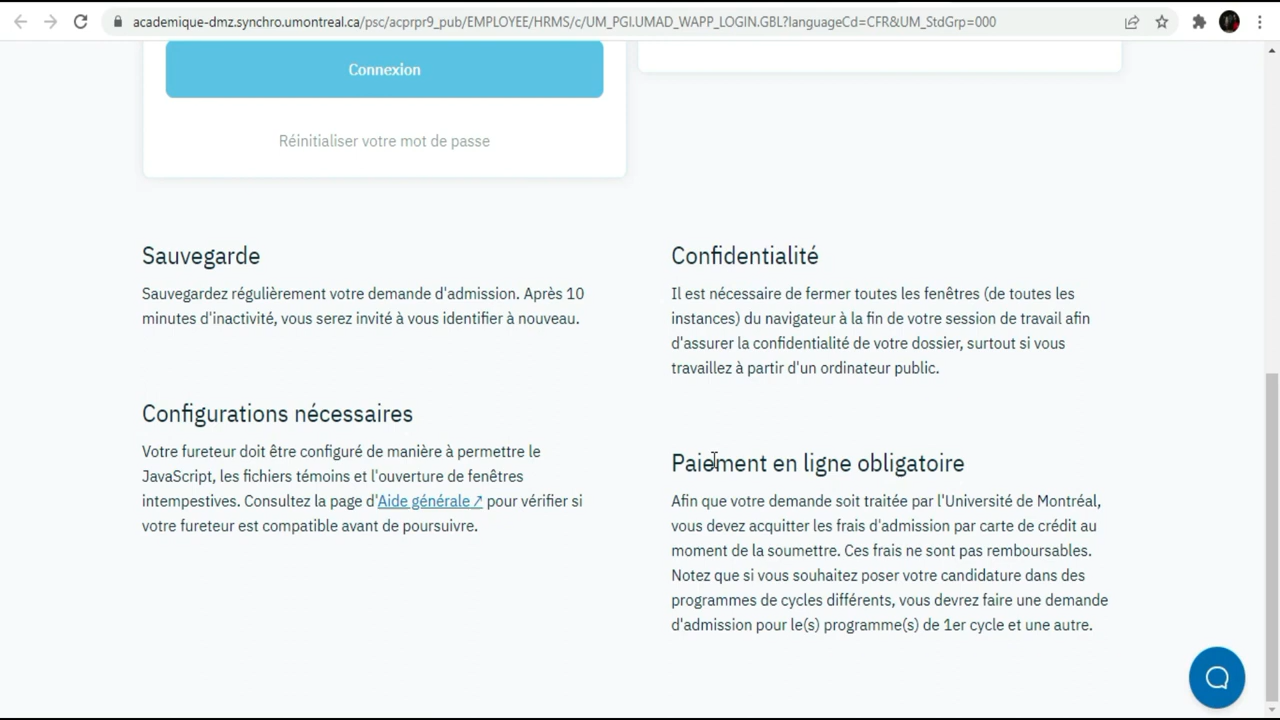 academique-dmz.synchro.umontreal.ca/psc/acprpr9_pub/EMPLOYEE/HRMS/c/UM_PGI.UMAD_WAPP_LOGIN.GBL?languageCd=CFR&UM_StdGrp=000
Connexion
Réinitialiser votre mot de passe
Sauvegarde
Sauvegardez régulièrement votre demande d'admission. Après 10
minutes d'inactivité, vous serez invité à vous identifier à nouveau.
Configurations nécessaires
Votre fureteur doit être configuré de manière à permettre le
JavaScript, les fichiers témoins et l'ouverture de fenêtres
intempestives. Consultez la page d'Aide générale ↗ pour vérifier si
votre fureteur est compatible avant de poursuivre.
Confidentialité
Il est nécessaire de fermer toutes les fenêtres (de toutes les
instances) du navigateur à la fin de votre session de travail afin
d'assurer la confidentialité de votre dossier, surtout si vous
travaillez à partir d'un ordinateur public.
Paiement en ligne obligatoire
Afin que votre demande soit traitée par l'Université de Montréal,
vous devez acquitter les frais d'admission par carte de crédit au
moment de la soumettre. Ces frais ne sont pas remboursables.
Notez que si vous souhaitez poser votre candidature dans des
programmes de cycles différents, vous devrez faire une demande
d'admission pour le(s) programme(s) de 1er cycle et une autre.